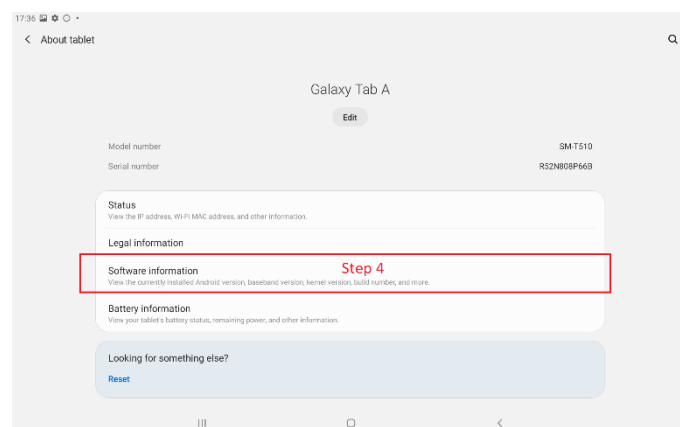 17:36
About tablet
Galaxy Tab A
Edit
Model number SM-T510
Serial number R52N808P66B
Status
View the IP address, Wi-Fi MAC address, and other information.
Legal information
Step 4
Software information
View the currently installed Android version, baseband version, kernel version, build number, and more.
Battery information
View your tablet's battery status, remaining power, and other information.
Looking for something else?
Reset